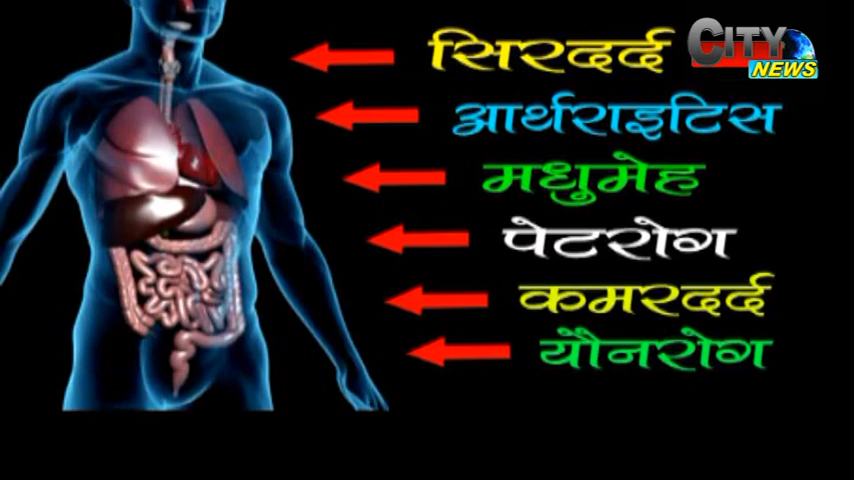 सिरदर्द
CITY
NEWS
आर्थराइटिस
मधुमेह
पेटरोग
कमरदर्द
यौनरोग